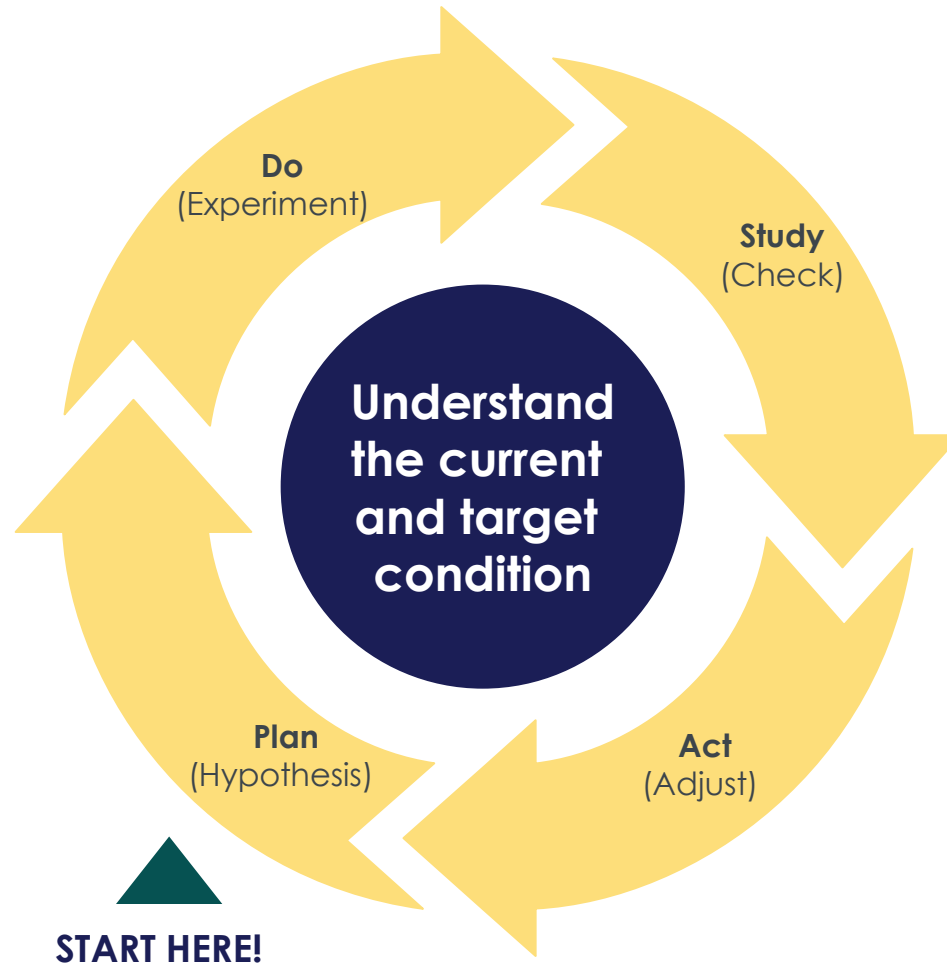 Do
(Experiment)
Study
(Check)
Understand
the current
and target
condition
Plan
(Hypothesis)
Act
(Adjust)
START HERE!